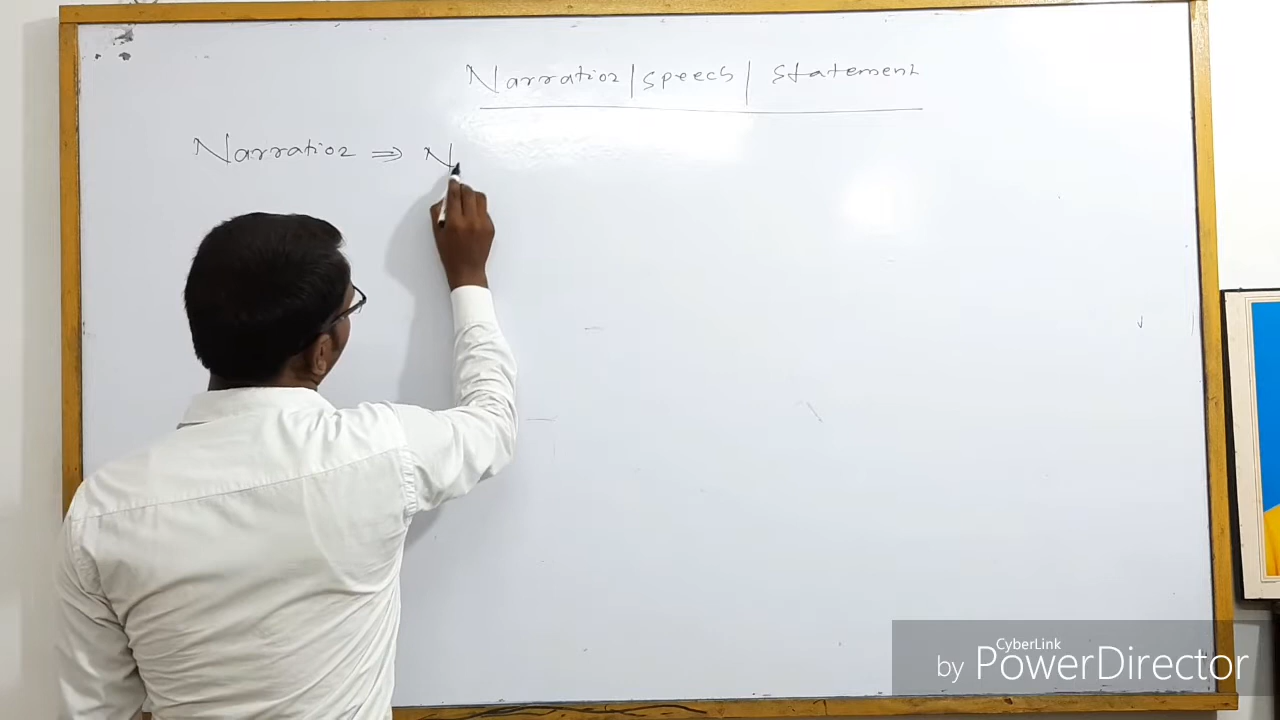 Narration/speech/statement
Narration ⇒ N
CyberLink
by PowerDirector